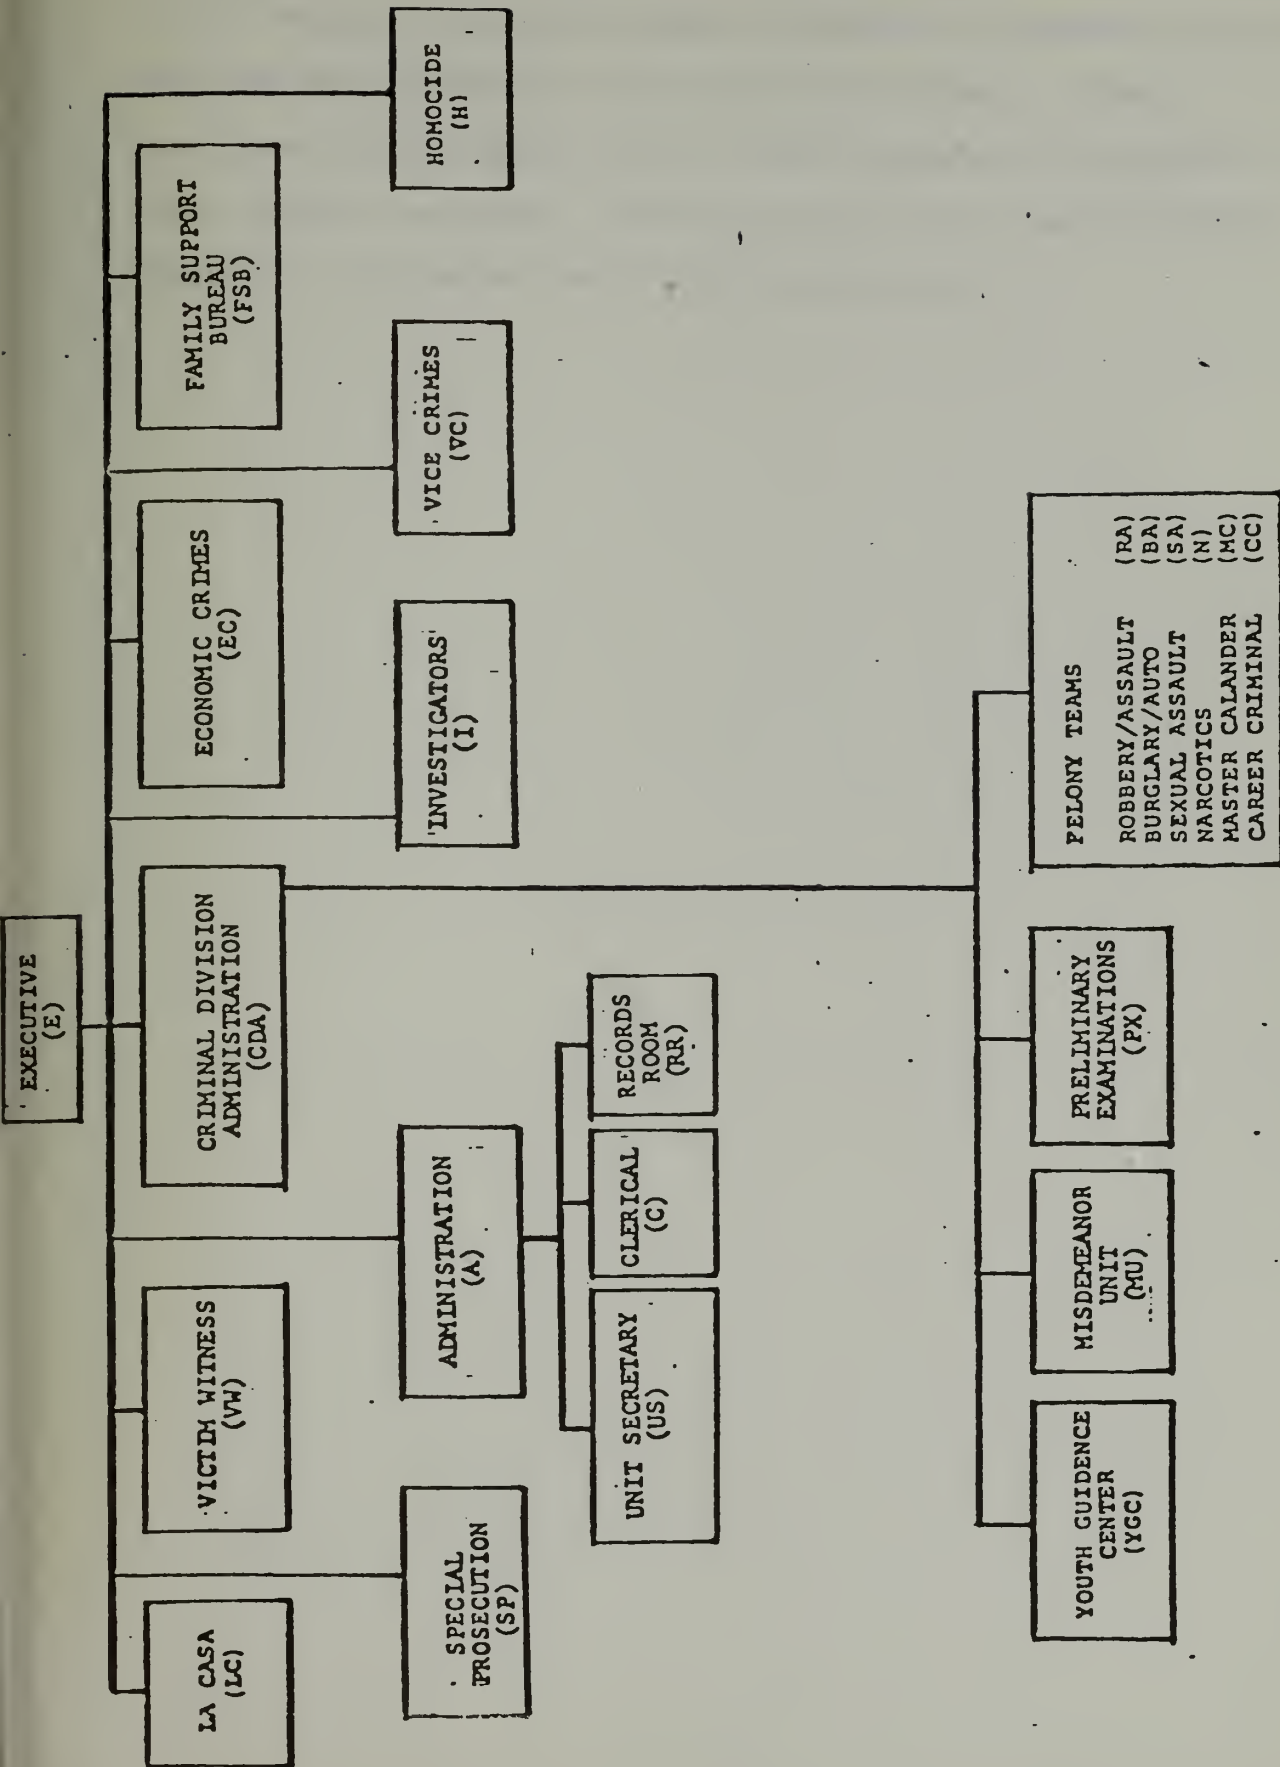 EXECUTIVE
(E)
LA CASA
(LC)
VICTIM WITNESS
(VW)
CRIMINAL DIVISION
ADMINISTRATION
(CDA)
ECONOMIC CRIMES
(EC)
FAMILY SUPPORT
BUREAU
(FSB)
SPECIAL
PROSECUTION
(SP)
ADMINISTRATION
(A)
'INVESTIGATORS'
(I)
VICE CRIMES
(VC)
HOMOCIDE
(H)
UNIT SECRETARY
(US)
CLERICAL
(C)
RECORDS
ROOM
(RR)
YOUTH GUIDENCE
CENTER
(YGC)
MISDEMEANOR
UNIT
(MU)
PRELIMINARY
EXAMINATIONS
(PX)
FELONY TEAMS
ROBBERY/ASSAULT (RA)
BURGLARY/AUTO (BA)
SEXUAL ASSAULT (SA)
NARCOTICS (N)
MASTER CALANDER (MC)
CAREER CRIMINAL (CC)